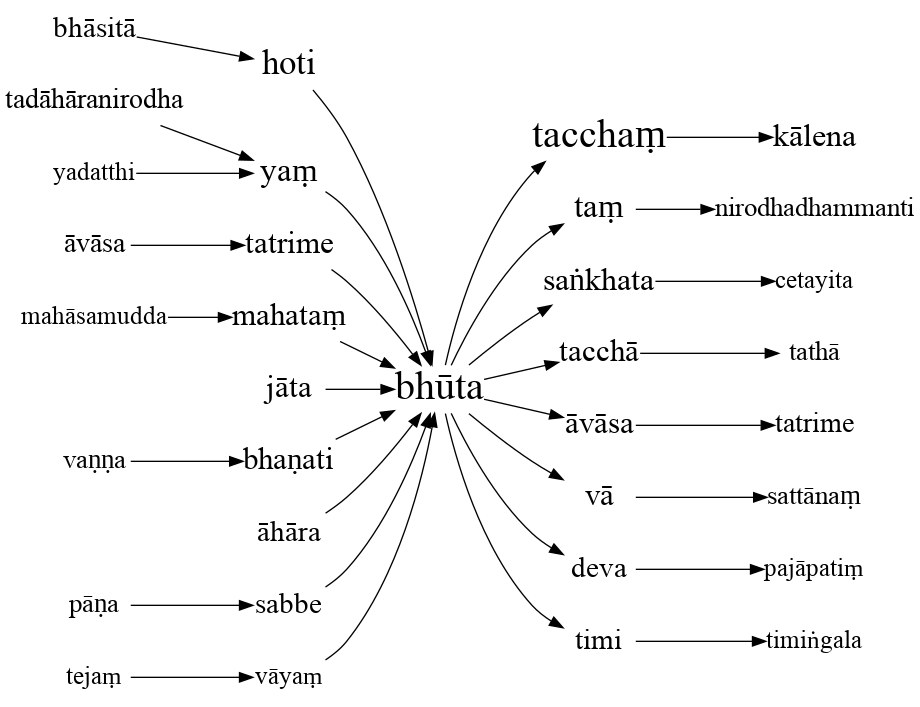 bhāsitā
hoti
tadāhāranirodha
yaṃ
yadatthi
āvāsa
tatrime
mahāsamudda
mahataṃ
jāta
vaṇṇa
bhaṇati
āhāra
pāṇa
sabbe
tejaṃ
vāyaṃ
bhūta
tacchaṃ
kālena
taṃ
nirodhadhammanti
saṅkhata
cetayita
tacchā
tathā
āvāsa
tatrime
vā
sattānaṃ
deva
pajāpatiṃ
timi
timiṅgala